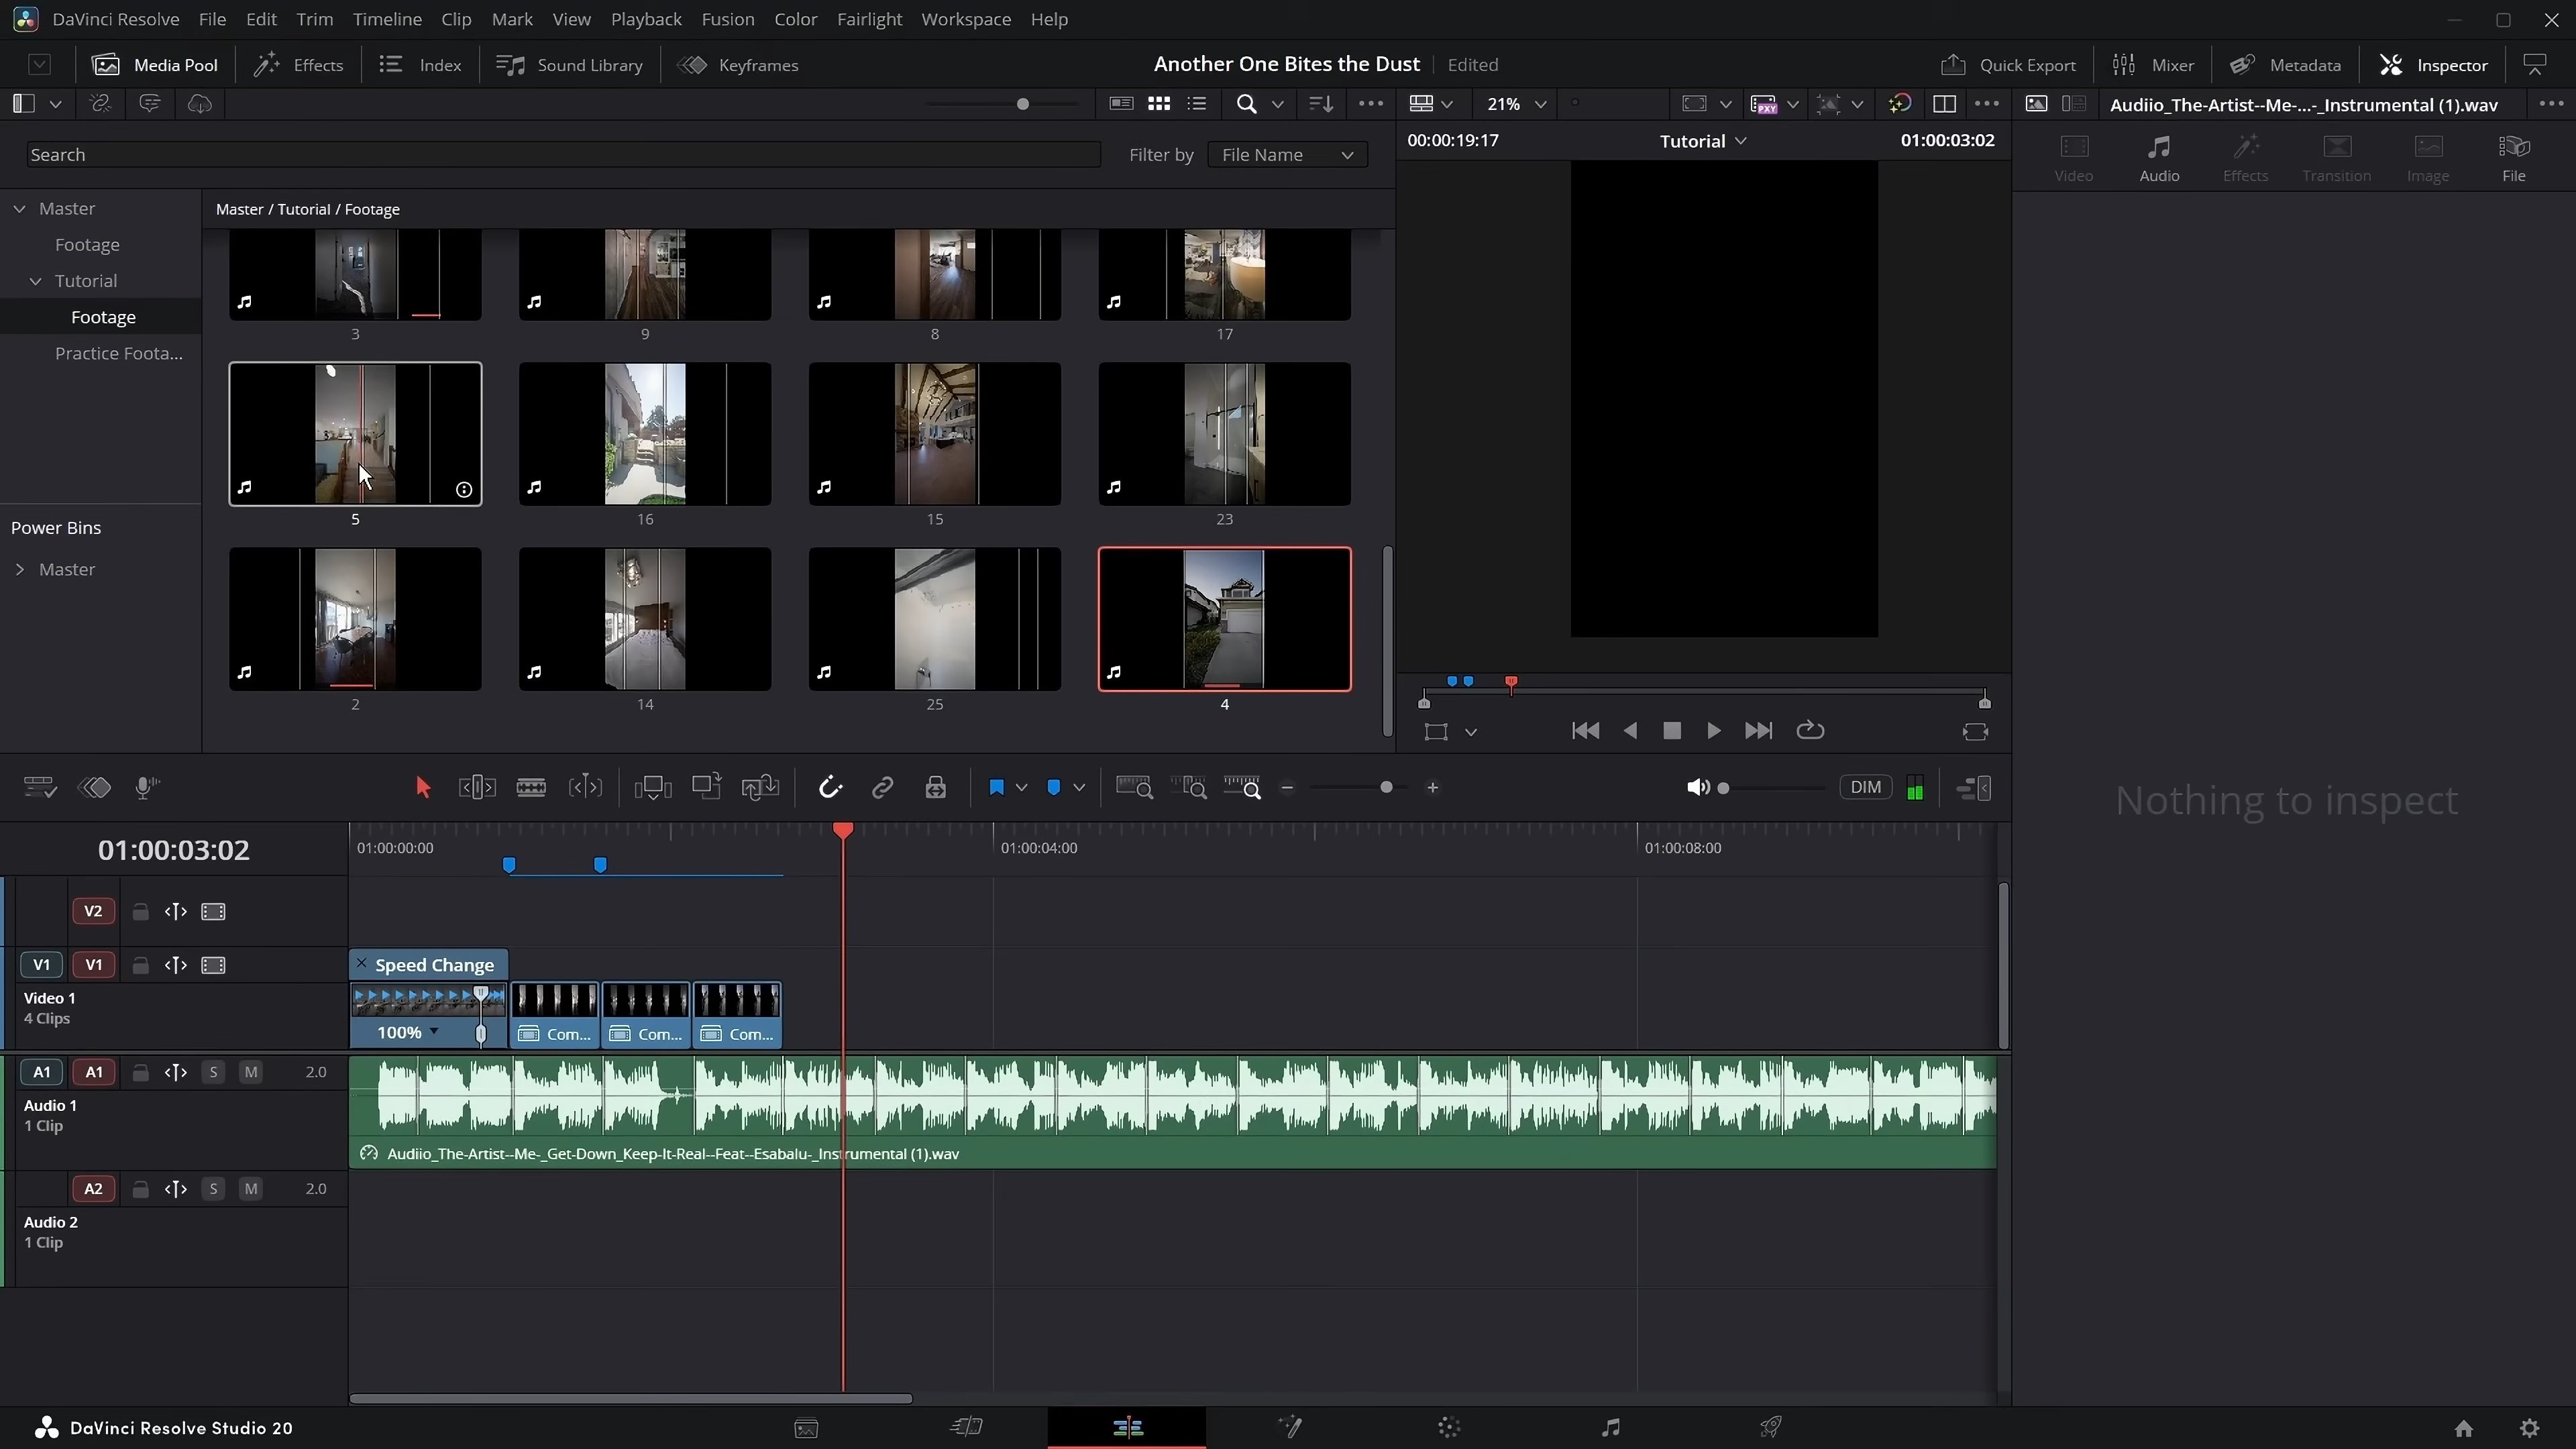 DaVinci Resolve File Edit Trim Timeline Clip Mark View Playback Fusion Color Fairlight Workspace Help
Media Pool Effects Index Sound Library Keyframes Another One Bites the Dust Edited Quick Export Mixer Metadata Inspector
21% PXY Audiio_The-Artist--Me-...-_Instrumental (1).wav
Search Filter by File Name 00:00:19:17 Tutorial 01:00:03:02 Video Audio Effects Transition Image File
Master
Footage
Tutorial
Footage
Practice Foota...
Power Bins
Master
Master / Tutorial / Footage
3 9 8 17
5 16 15 23
2 14 25 4
DIM
Nothing to inspect
01:00:03:02 01:00:00:00 01:00:04:00 01:00:08:00
V2
V1 V1 Speed Change
Video 1
4 Clips
100% Com... Com... Com...
A1 A1 S M 2.0
Audio 1
1 Clip
Audiio_The-Artist--Me-_Get-Down_Keep-It-Real--Feat--Esabalu-_Instrumental (1).wav
A2 S M 2.0
Audio 2
1 Clip
DaVinci Resolve Studio 20